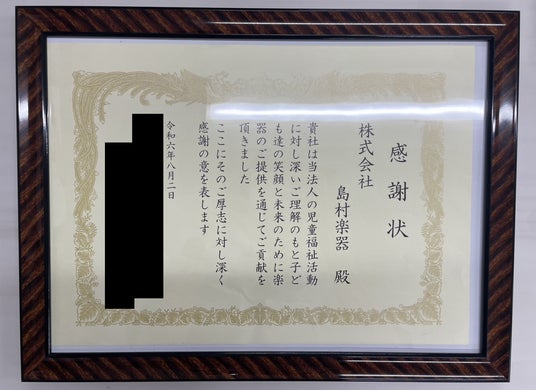 感謝状
株式会社
島村楽器 殿
貴社は当法人の児童福祉活動
に対し深いご理解のもと子ど
も達の笑顔と未来のために楽
器のご提供を通じてご貢献を
頂きました
ここにそのご厚志に対し深く
感謝の意を表します
令和六年八月二日